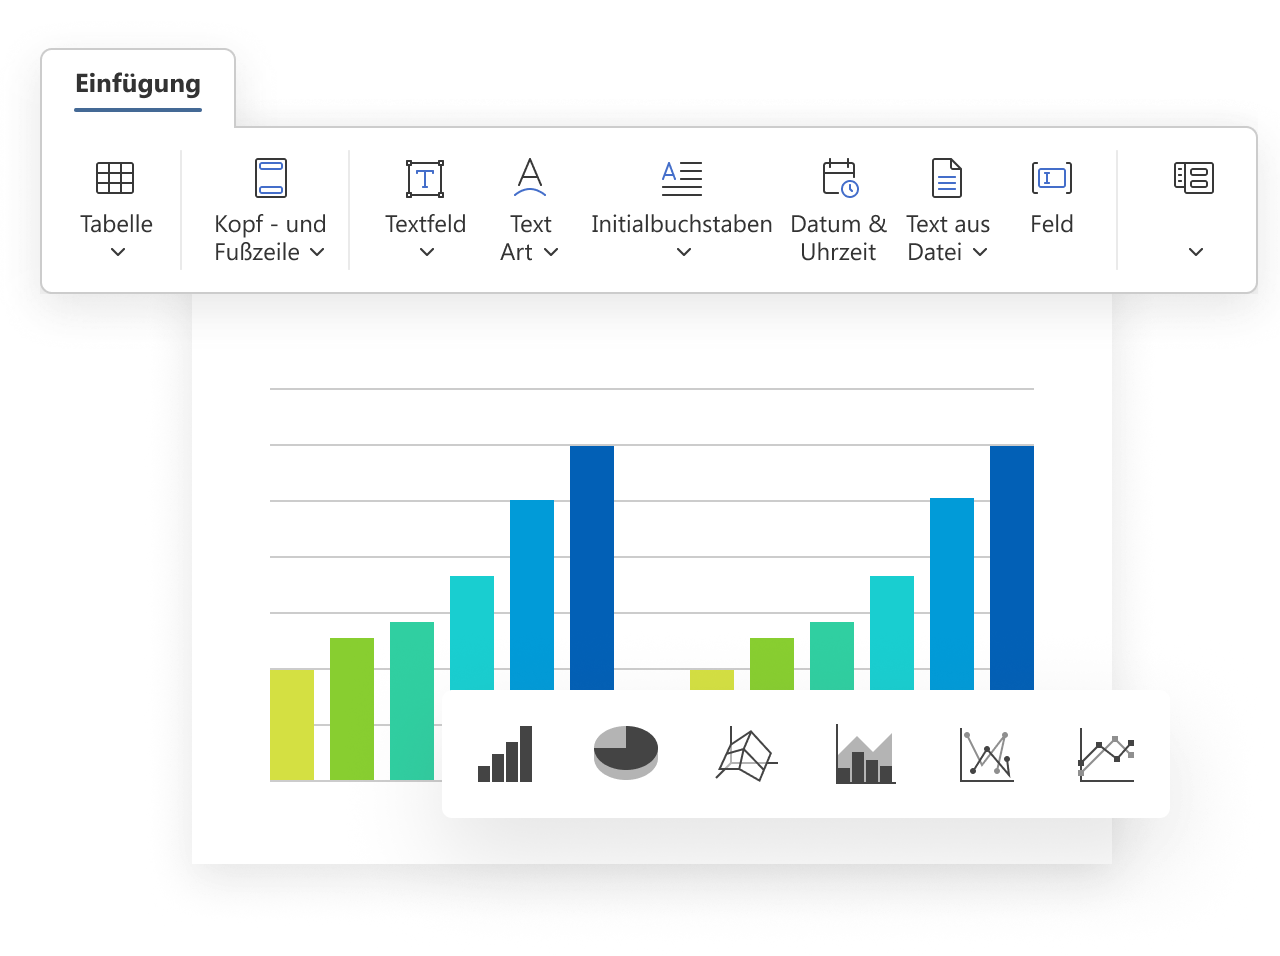 Einfügung
Tabelle
Kopf - und
Fußzeile
Textfeld
Text
Art
Initialbuchstaben
Datum &
Uhrzeit
Text aus
Datei
Feld